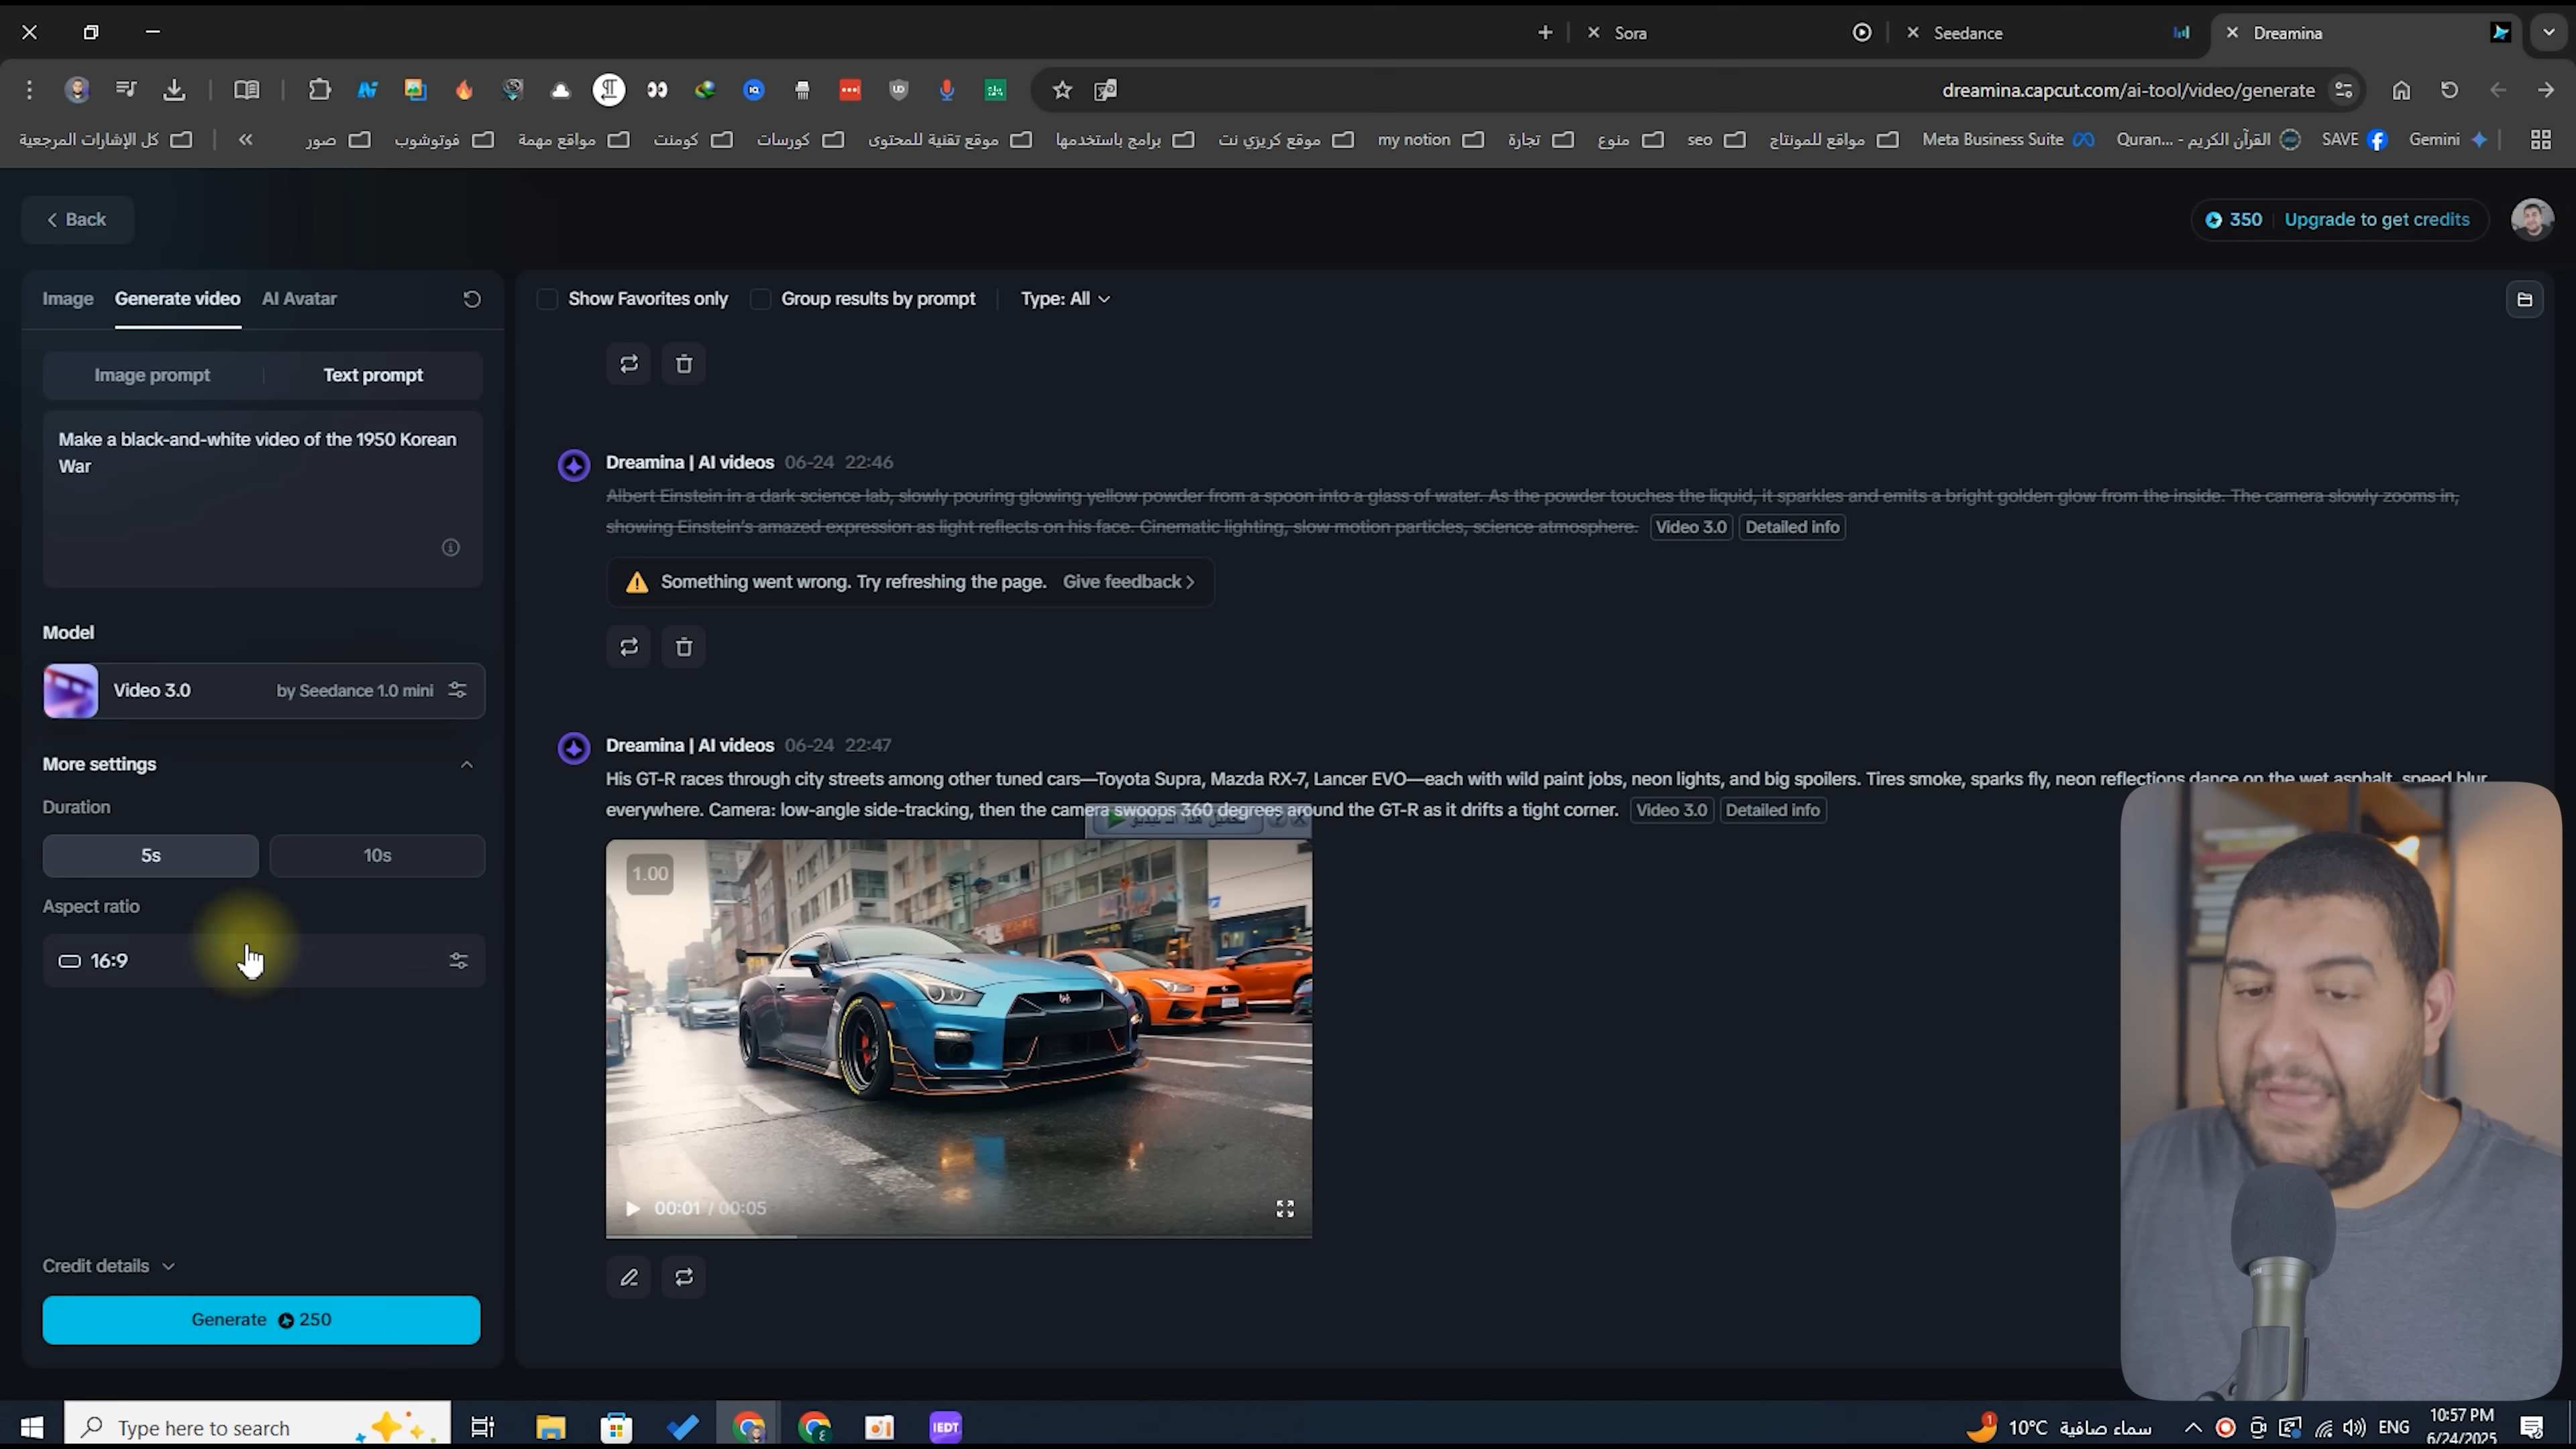 Sora
Seedance
Dreamina
dreamina.capcut.com/ai-tool/video/generate
كل الإشارات المرجعية
صور
فوتوشوب
مواقع مهمة
كومنت
كورسات
موقع تقنية للمحتوى
برامج باستخدمها
موقع كريزي نت
my notion
تجارة
منوع
seo
مواقع للمونتاج
Meta Business Suite
القرآن الكريم - ...Quran
SAVE
Gemini
Back
350
Upgrade to get credits
Image
Generate video
AI Avatar
Show Favorites only
Group results by prompt
Type: All
Image prompt
Text prompt
Make a black-and-white video of the 1950 Korean
War
Model
Video 3.0
by Seedance 1.0 mini
More settings
Duration
5s
10s
Aspect ratio
16:9
Credit details
Generate 250
Dreamina | AI videos 06-24 22:46
Albert Einstein in a dark science lab, slowly pouring glowing yellow powder from a spoon into a glass of water. As the powder touches the liquid, it sparkles and emits a bright golden glow from the inside. The camera slowly zooms in,
showing Einstein's amazed expression as light reflects on his face. Cinematic lighting, slow motion particles, science atmosphere. Video 3.0 Detailed info
Something went wrong. Try refreshing the page. Give feedback
Dreamina | AI videos 06-24 22:47
His GT-R races through city streets among other tuned cars—Toyota Supra, Mazda RX-7, Lancer EVO—each with wild paint jobs, neon lights, and big spoilers. Tires smoke, sparks fly, neon reflections dance on the wet asphalt, speed blur
everywhere. Camera: low-angle side-tracking, then the camera swoops 360 degrees around the GT-R as it drifts a tight corner. Video 3.0 Detailed info
1.00
00:01 / 00:05
Type here to search
IEDT
1
10°C سماء صافية
ENG
10:57 PM
6/24/2025